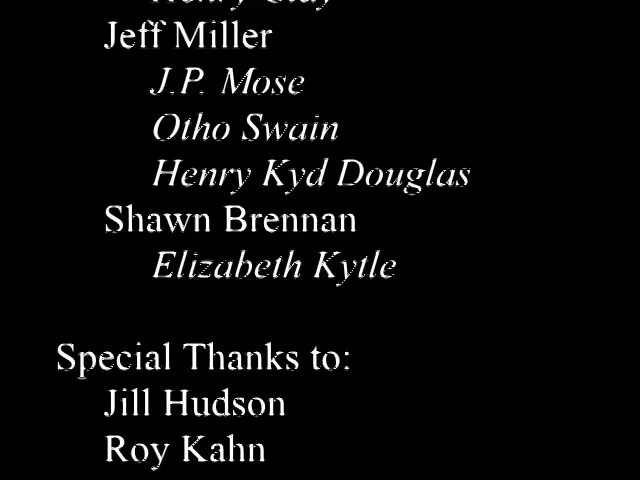 Jeff Miller
J.P. Mose
Otho Swain
Henry Kyd Douglas
Shawn Brennan
Elizabeth Kytle
Special Thanks to:
Jill Hudson
Roy Kahn